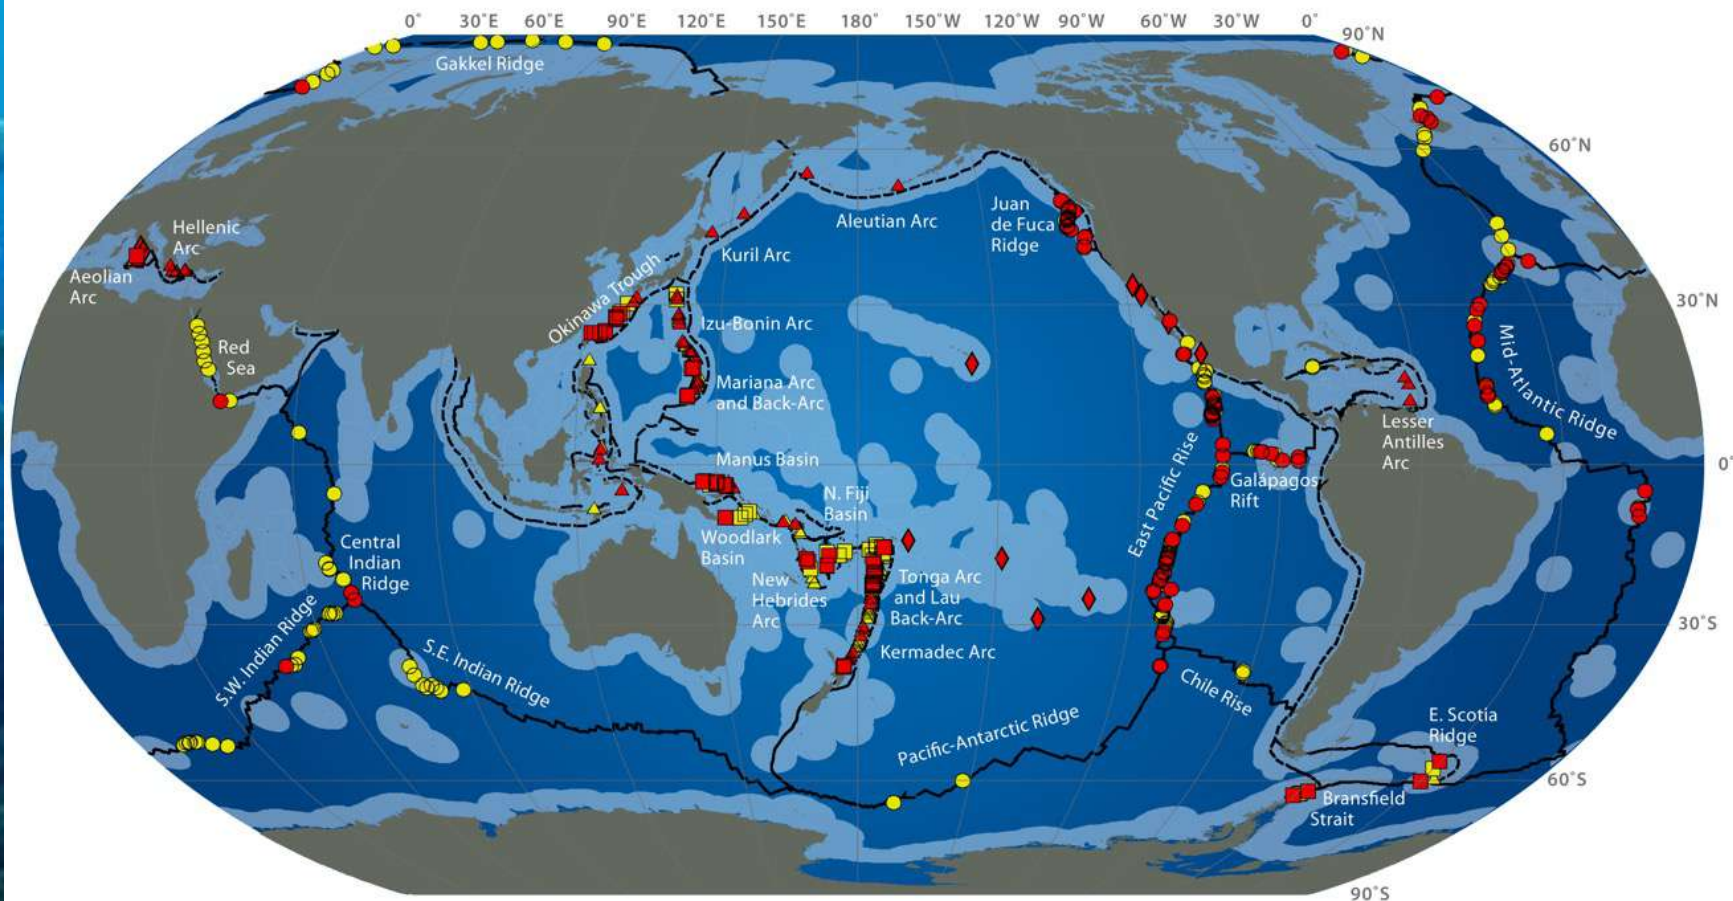 0° 30°E 60°E 90°E 120°E 150°E 180° 150°W 120°W 90°W 60°W 30°W 0°
90°N
Gakkel Ridge
60°N
Hellenic
Arc
Aeolian
Arc
Aleutian Arc
Juan
de Fuca
Ridge
Kuril Arc
Okinawa Trough
30°N
Izu-Bonin Arc
Red
Sea
Mid-Atlantic Ridge
Mariana Arc
and Back-Arc
Lesser
Antilles
Arc
Manus Basin
0°
East Pacific Rise
Galápagos
Rift
N. Fiji
Basin
Woodlark
Basin
Central
Indian
Ridge
New
Hebrides
Arc
Tonga Arc
and Lau
Back-Arc
30°S
S.W. Indian Ridge
S.E. Indian Ridge
Kermadec Arc
Chile Rise
Pacific-Antarctic Ridge
E. Scotia
Ridge
60°S
Bransfield
Strait
90°S